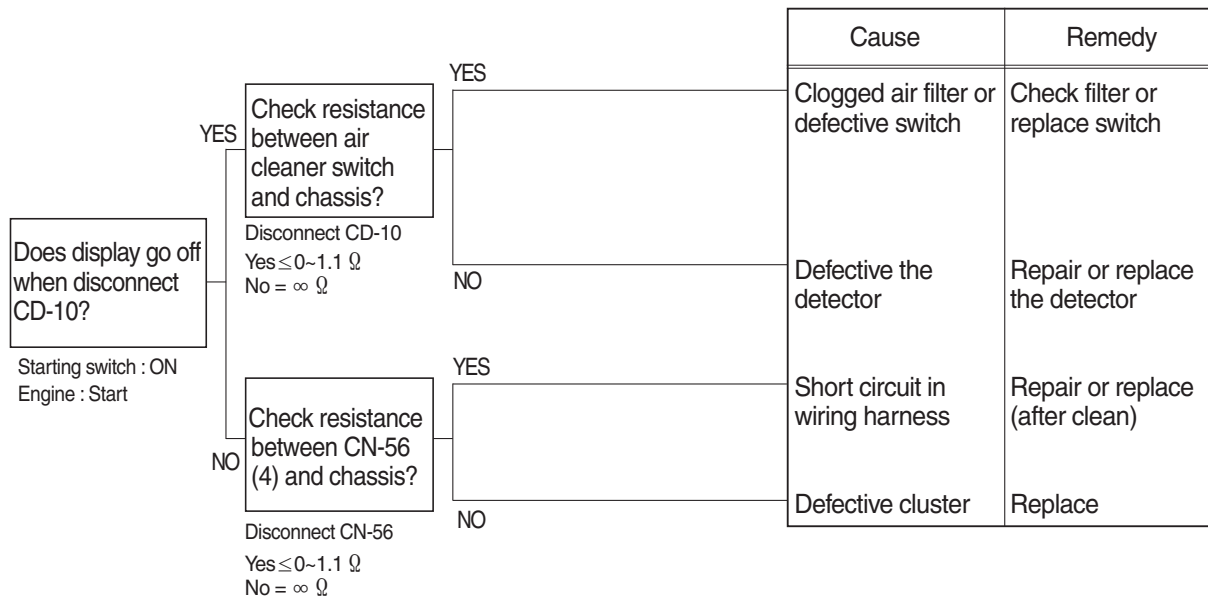 Cause
Remedy
YES
Check resistance
between air
cleaner switch
and chassis?
YES
Clogged air filter or
defective switch
Check filter or
replace switch
Disconnect CD-10
Yes≤0~1.1 Ω
No = ∞ Ω
Does display go off
when disconnect
CD-10?
Starting switch : ON
Engine : Start
NO
Defective the
detector
Repair or replace
the detector
YES
Short circuit in
wiring harness
Repair or replace
(after clean)
NO
Check resistance
between CN-56
(4) and chassis?
Disconnect CN-56
Yes≤0~1.1 Ω
No = ∞ Ω
NO
Defective cluster
Replace